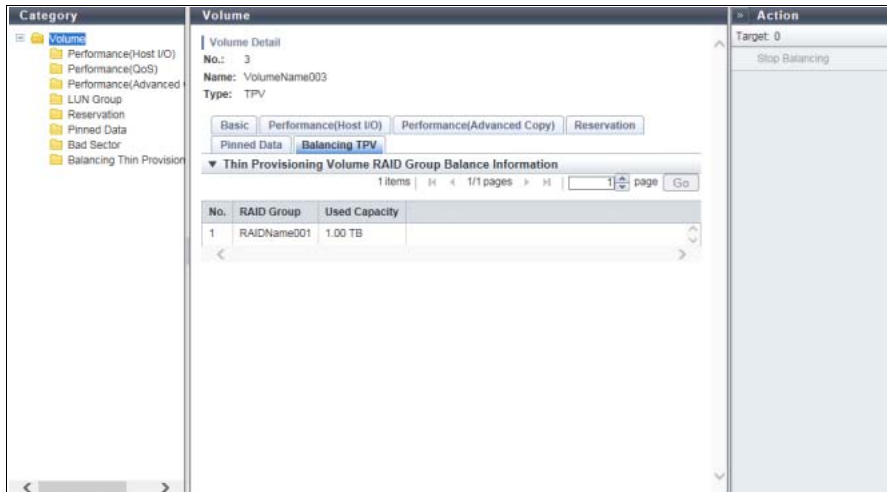 Category
Volume
Performance(Host I/O)
Performance(QoS)
Performance(Advanced
LUN Group
Reservation
Pinned Data
Bad Sector
Balancing Thin Provision
Volume
Volume Detail
No.: 3
Name: VolumeName003
Type: TPV
Basic Performance(Host I/O) Performance(Advanced Copy) Reservation
Pinned Data Balancing TPV
▼ Thin Provisioning Volume RAID Group Balance Information
1 items 1/1 pages 1 page Go
No. RAID Group Used Capacity
1 RAIDName001 1.00 TB
» Action
Target: 0
Stop Balancing